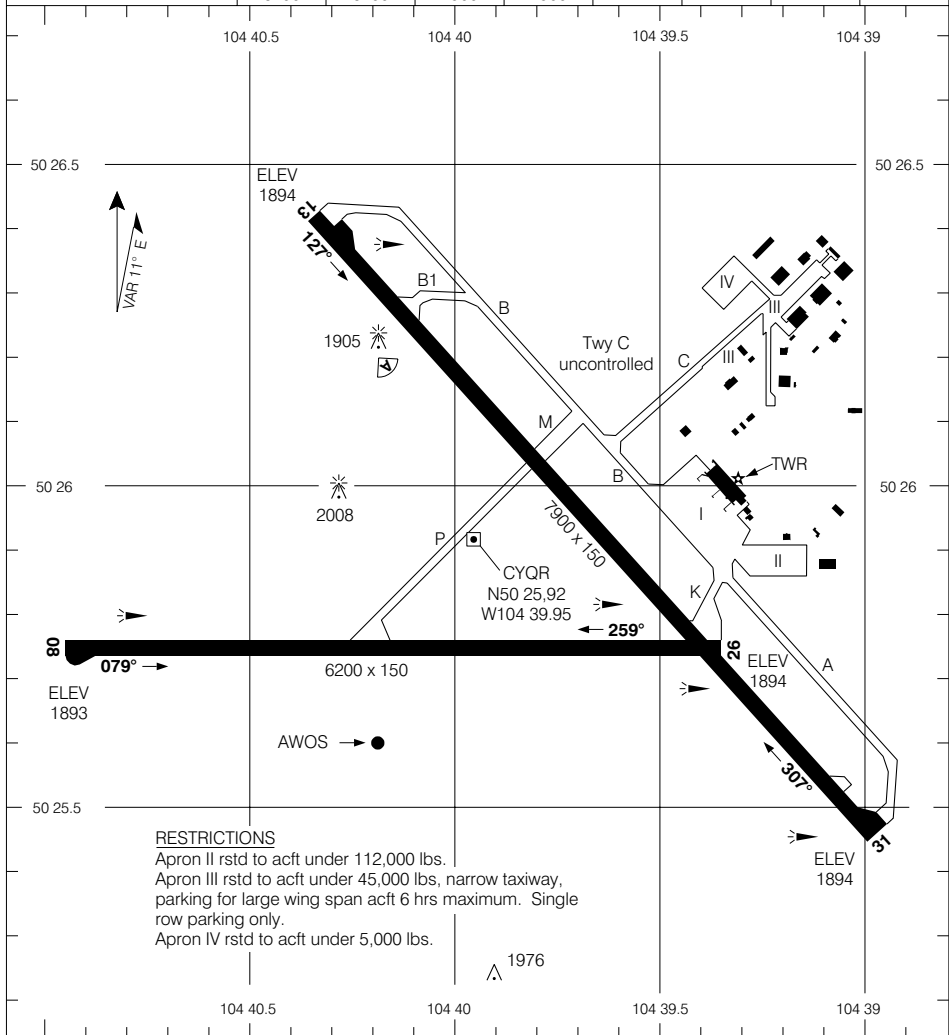 104 40.5
104 40
104 39.5
104 39
50 26.5
50 26.5
ELEV
1894
13
127°
VAR 11° E
B1
B
IV
III
1905
A
Twy C
uncontrolled
C
III
M
B
TWR
50 26
50 26
2008
7900 x 150
I
P
II
CYQR
N50 25,92
W104 39.95
K
259°
08
26
079°
6200 x 150
ELEV
1894
A
ELEV
1893
AWOS
307°
50 25.5
50 25.5
31
ELEV
1894
RESTRICTIONS
Apron II rstd to acft under 112,000 lbs.
Apron III rstd to acft under 45,000 lbs, narrow taxiway,
parking for large wing span acft 6 hrs maximum. Single
row parking only.
Apron IV rstd to acft under 5,000 lbs.
1976
104 40.5
104 40
104 39.5
104 39